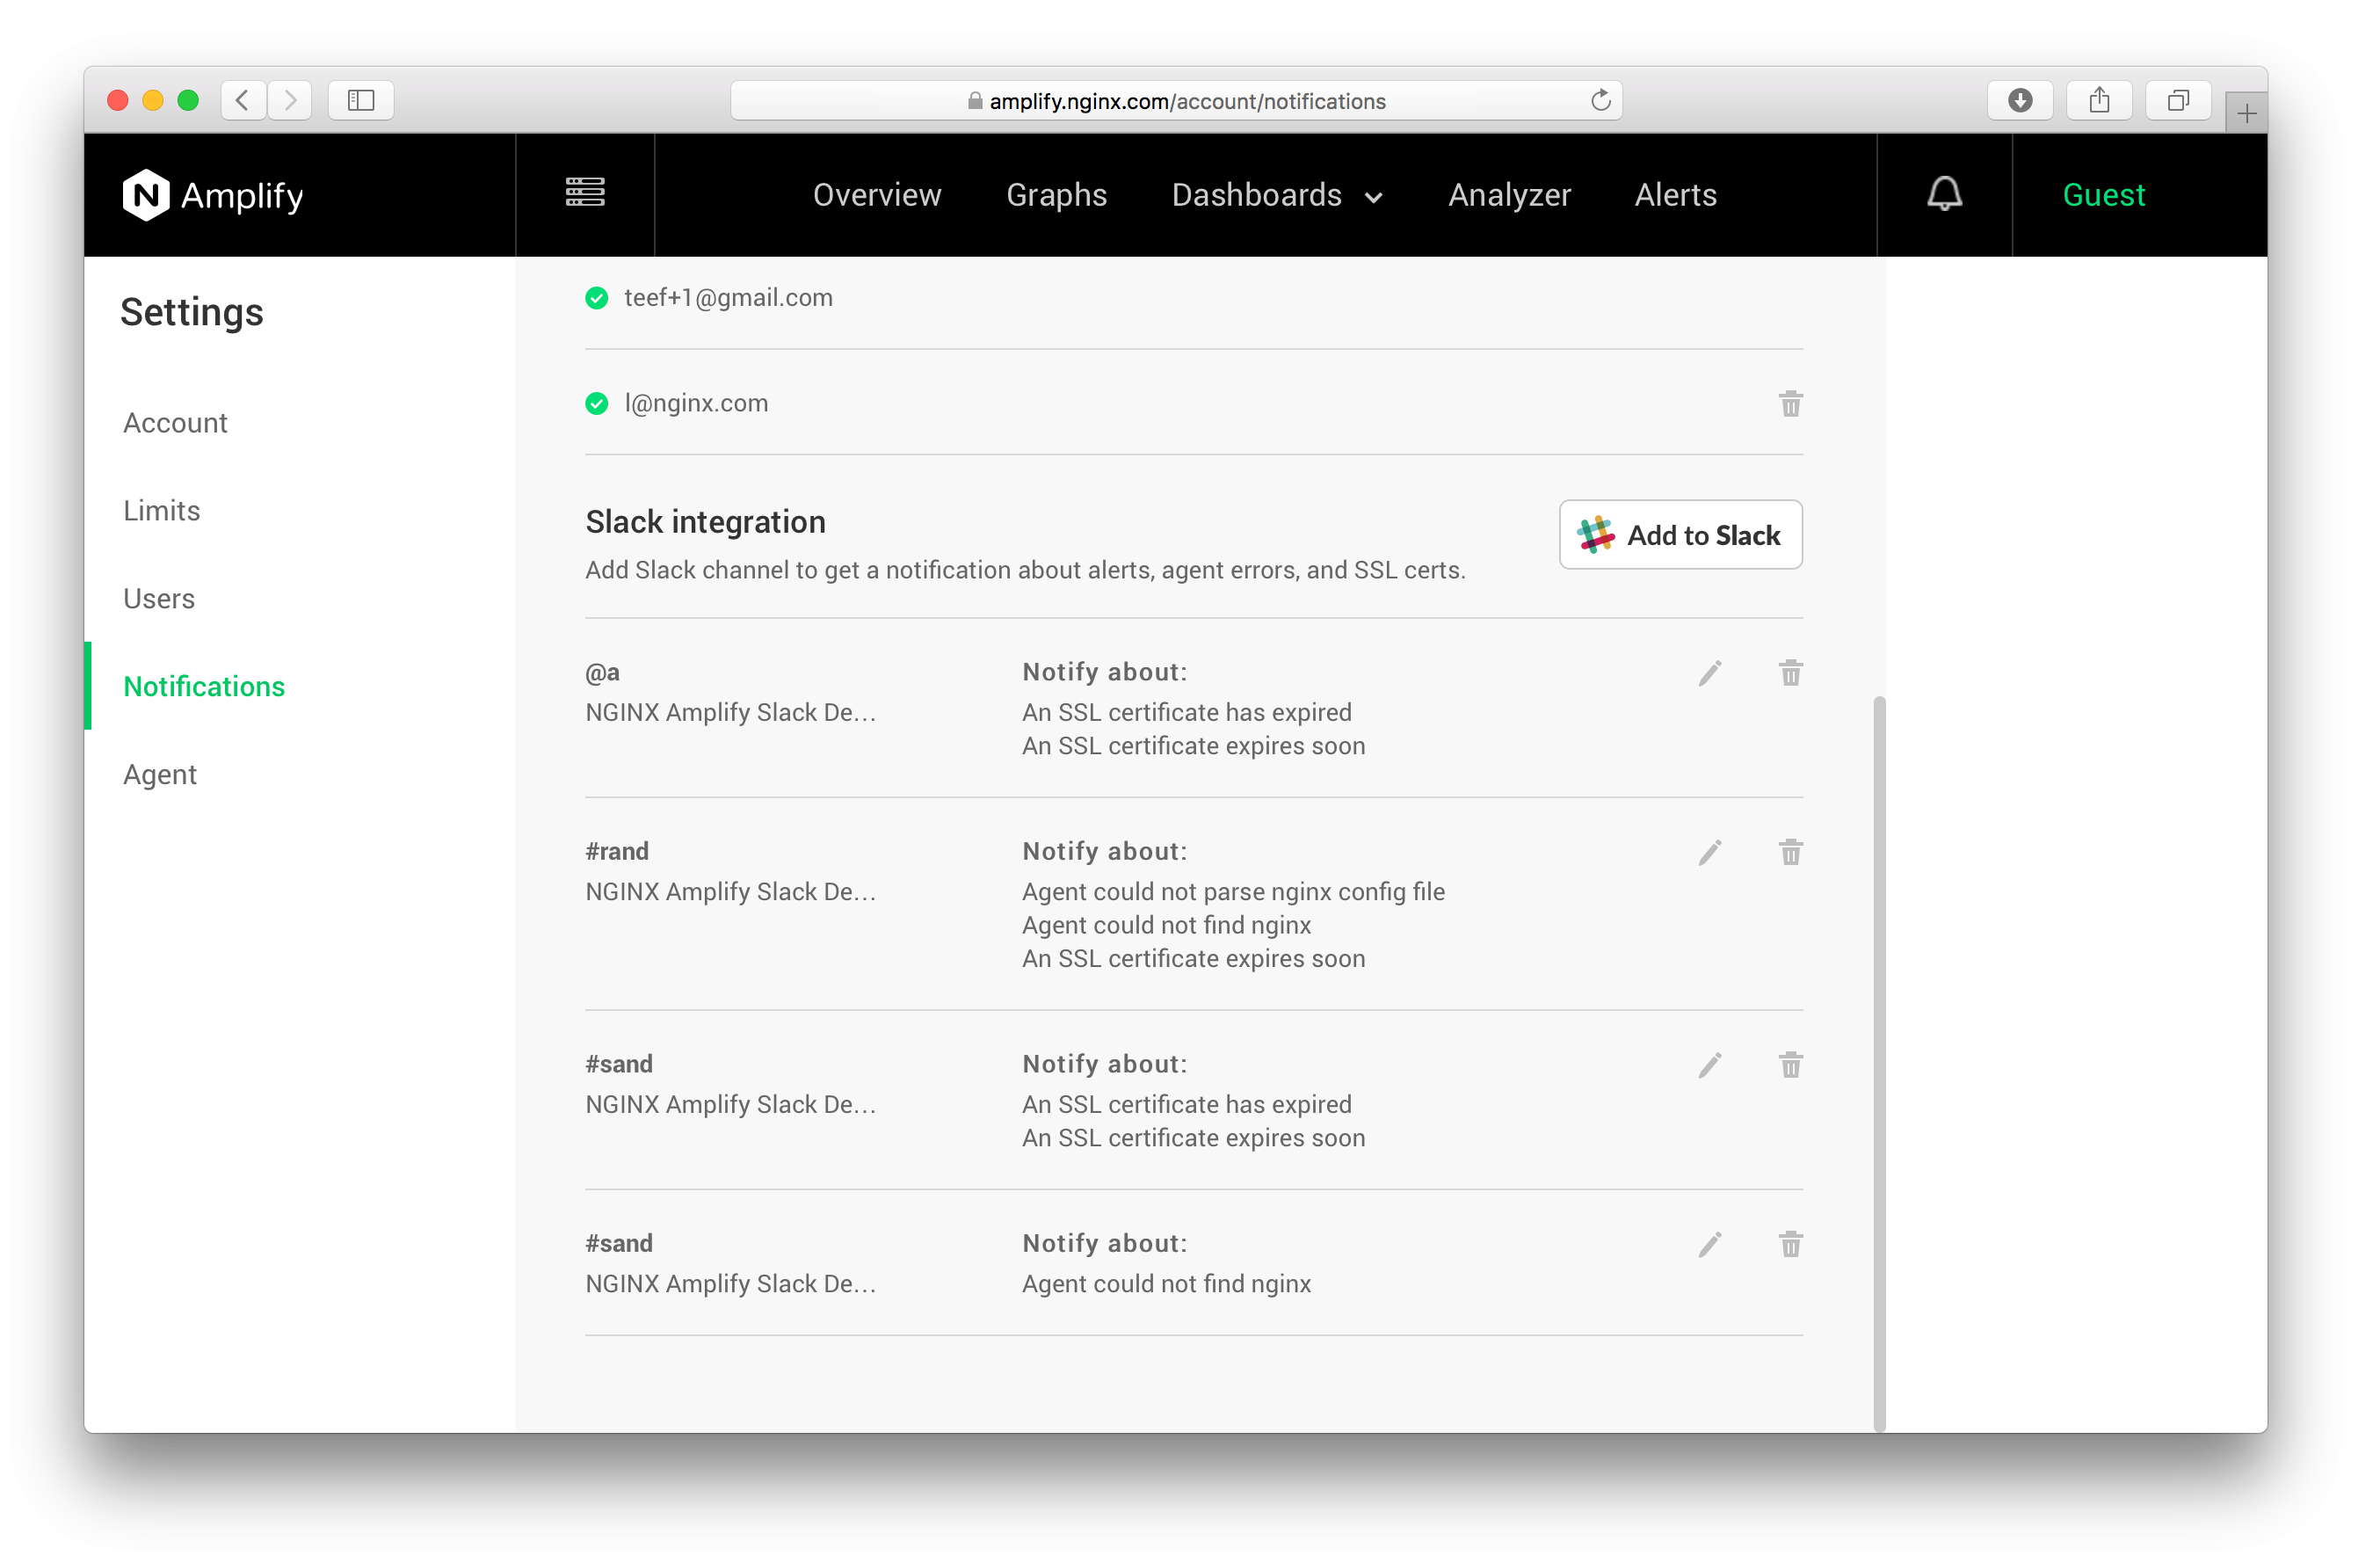 amplify.nginx.com/account/notifications
N Amplify
Overview Graphs Dashboards Analyzer Alerts
Guest
Settings
Account
Limits
Users
Notifications
Agent
teef+1@gmail.com
l@nginx.com
Slack integration
Add to Slack
Add Slack channel to get a notification about alerts, agent errors, and SSL certs.
@a
NGINX Amplify Slack De...
Notify about:
An SSL certificate has expired
An SSL certificate expires soon
#rand
NGINX Amplify Slack De...
Notify about:
Agent could not parse nginx config file
Agent could not find nginx
An SSL certificate expires soon
#sand
NGINX Amplify Slack De...
Notify about:
An SSL certificate has expired
An SSL certificate expires soon
#sand
NGINX Amplify Slack De...
Notify about:
Agent could not find nginx